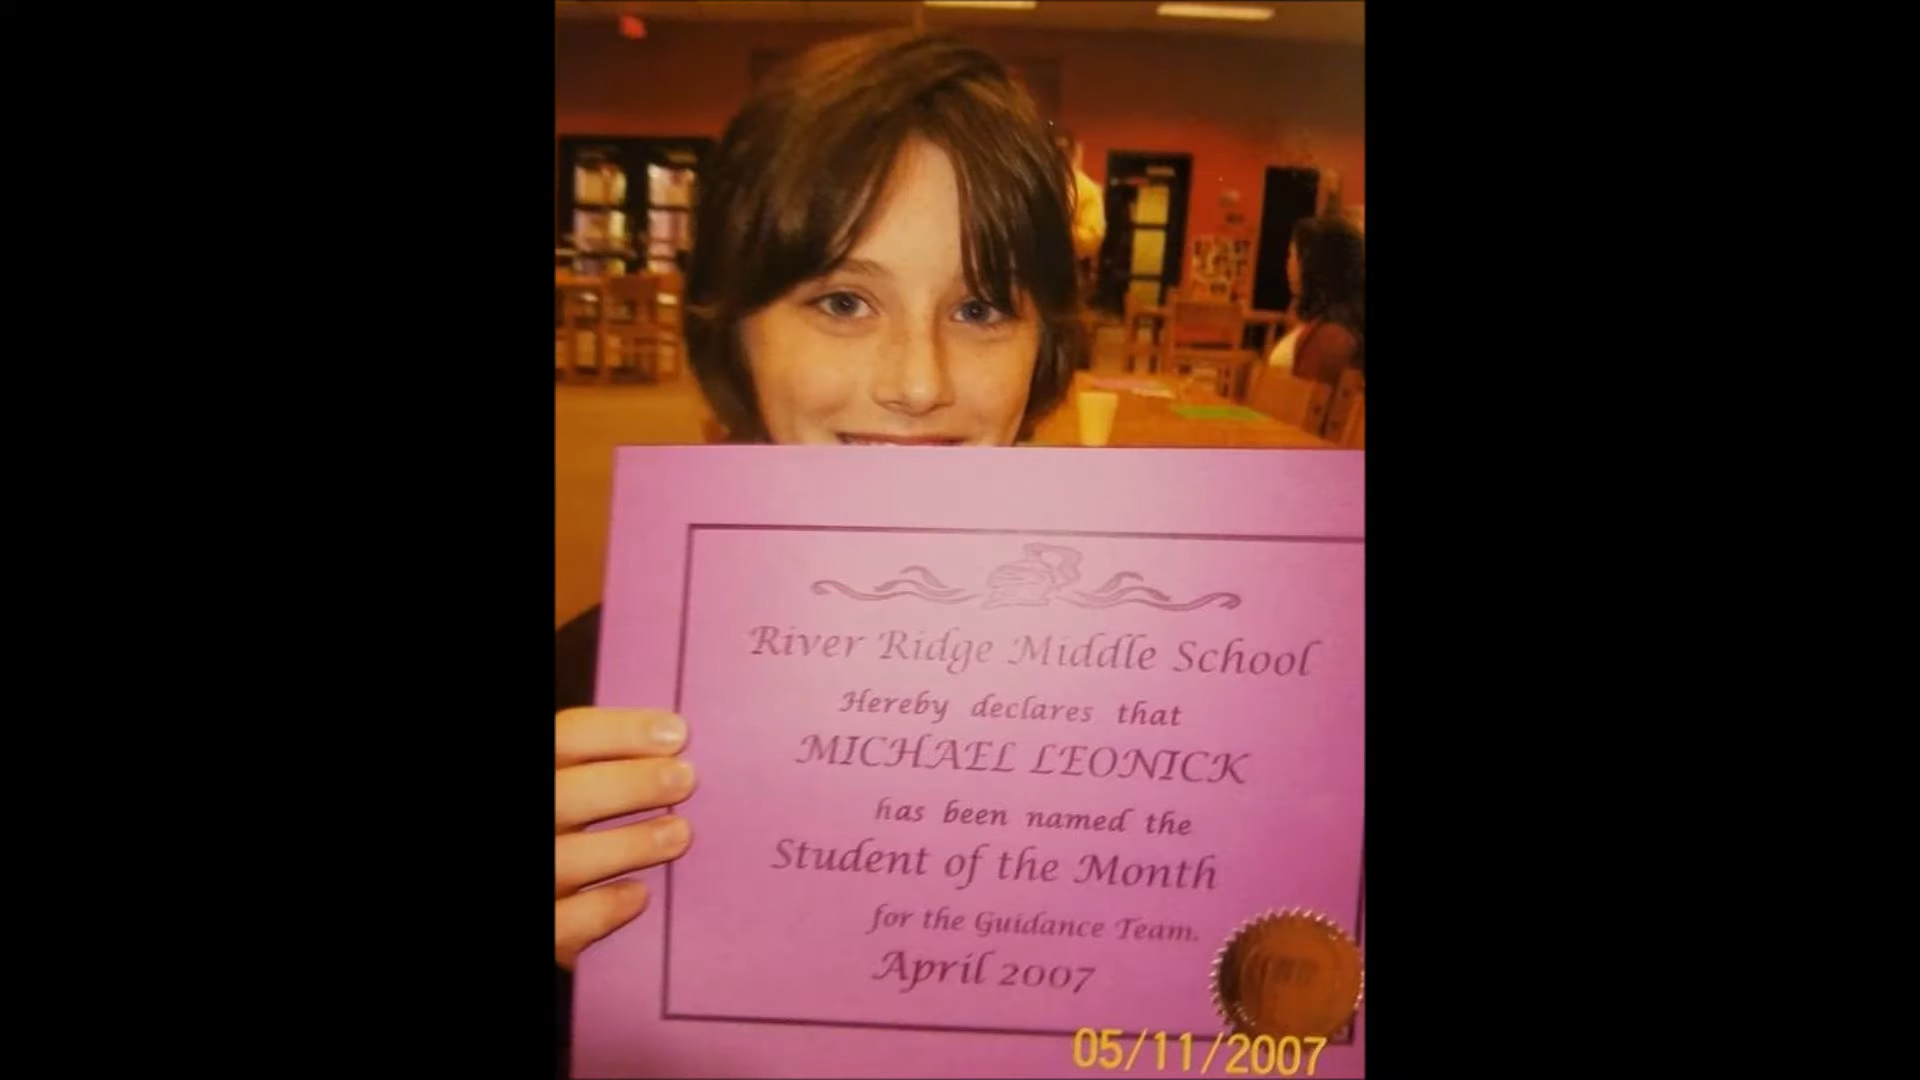 River Ridge Middle School
Hereby declares that
MICHAEL LEONICK
has been named the
Student of the Month
for the Guidance Team.
April 2007
05/11/2007